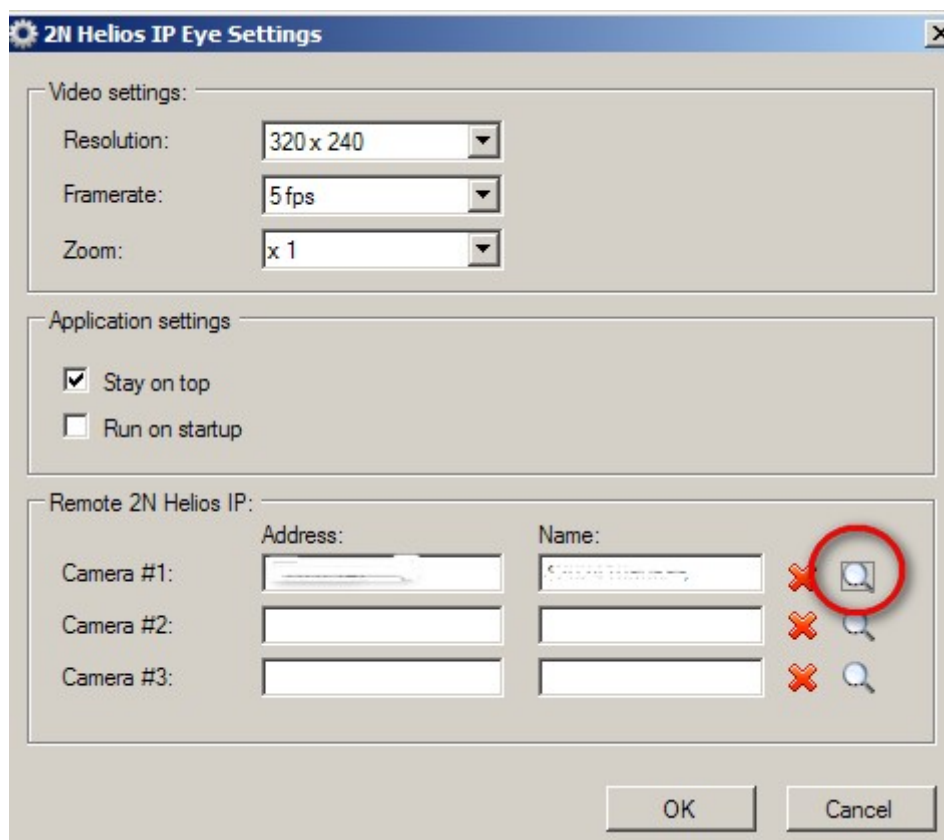 2N Helios IP Eye Settings
Video settings:
Resolution: 320 x 240
Framerate: 5 fps
Zoom: x 1
Application settings
Stay on top
Run on startup
Remote 2N Helios IP:
Address: Name:
Camera #1:
Camera #2:
Camera #3:
OK Cancel